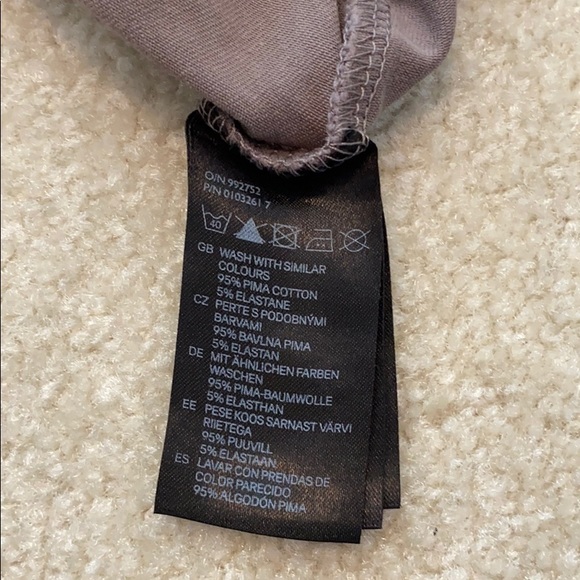 O/N 992752
P/N 0103261 7
40
GB WASH WITH SIMILAR
COLOURS
95% PIMA COTTON
5% ELASTANE
CZ PERTE S PODOBNÝMI
BARVAMI
95% BAVLNA PIMA
5% ELASTAN
DE MIT ÄHNLICHEN FARBEN
WASCHEN
95% PIMA-BAUMWOLLE
5% ELASTHAN
EE PESE KOOS SARNAST VÄRVI
RIIETEGA
95% PUUVILL
5% ELASTAAN
ES LAVAR CON PRENDAS DE
COLOR PARECIDO
95% ALGODÓN PIMA